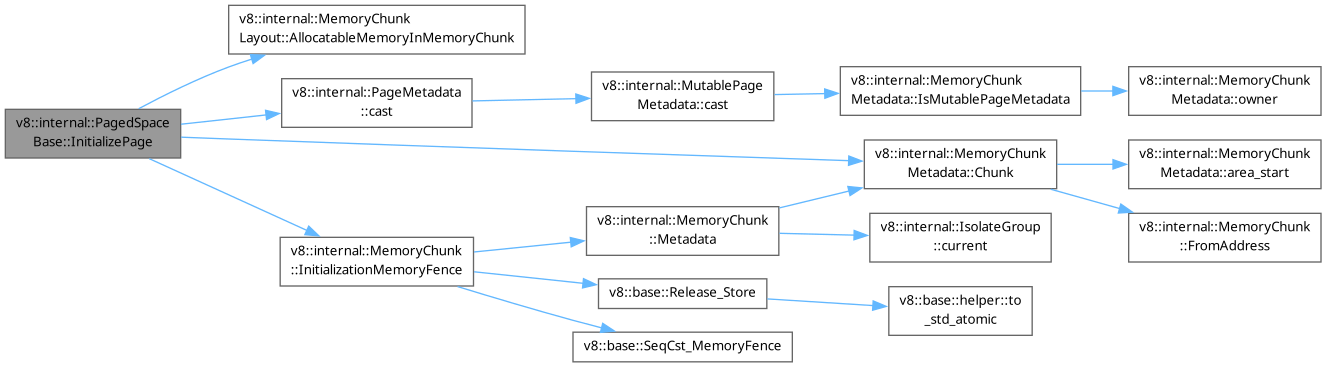 v8::internal::MemoryChunk
Layout::AllocatableMemoryInMemoryChunk
v8::internal::PageMetadata
::cast
v8::internal::MutablePage
Metadata::cast
v8::internal::MemoryChunk
Metadata::IsMutablePageMetadata
v8::internal::MemoryChunk
Metadata::owner
v8::internal::PagedSpace
Base::InitializePage
v8::internal::MemoryChunk
Metadata::Chunk
v8::internal::MemoryChunk
Metadata::area_start
v8::internal::MemoryChunk
::InitializationMemoryFence
v8::internal::MemoryChunk
::Metadata
v8::internal::IsolateGroup
::current
v8::internal::MemoryChunk
::FromAddress
v8::base::Release_Store
v8::base::helper::to
_std_atomic
v8::base::SeqCst_MemoryFence